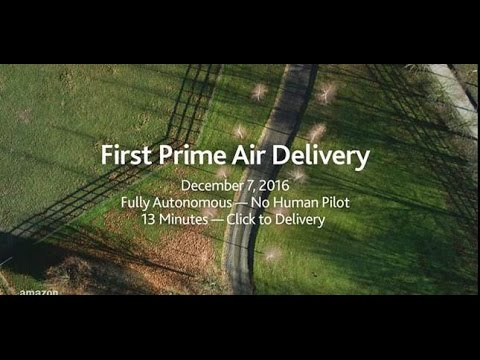 First Prime Air Delivery
December 7, 2016
Fully Autonomous — No Human Pilot
13 Minutes — Click to Delivery
amazon